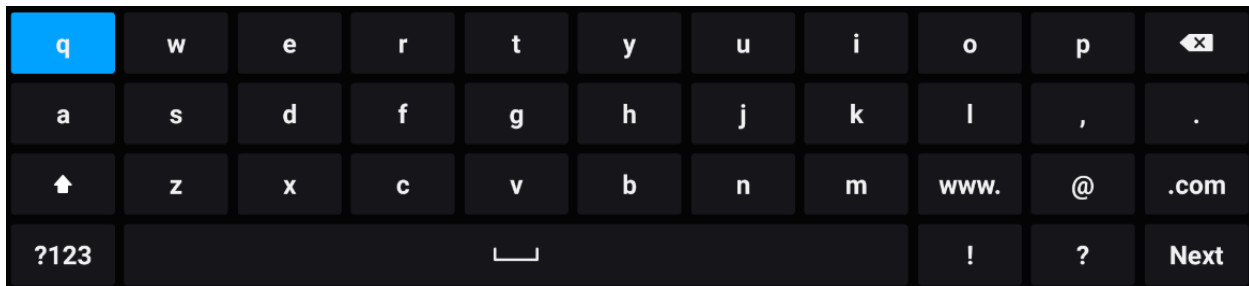 q w e r t y u i o p
a s d f g h j k l , .
z x c v b n m www. @ .com
?123 ! ? Next